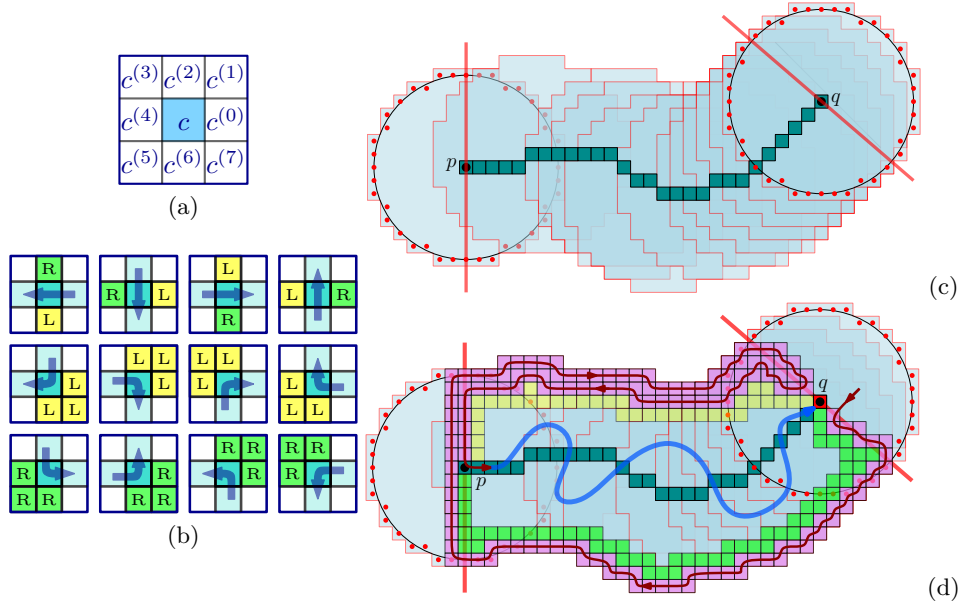 c^(3) c^(2) c^(1)
c^(4) c c^(0)
c^(5) c^(6) c^(7)
(a)
R L
R L L R
L R
L L L
L L L L
L L L L L
R R R R R
R R R R R R R
(b)
p
q
(c)
p
q
(d)